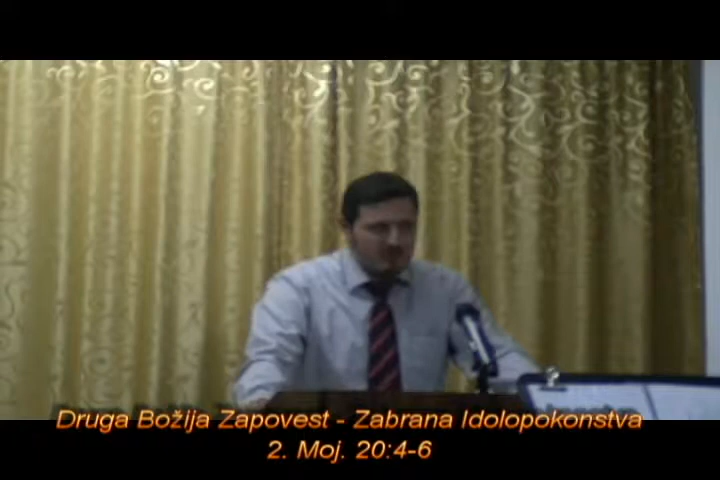 Druga Božija Zapovest - Zabrana Idolopokonstva
2. Moj. 20:4-6